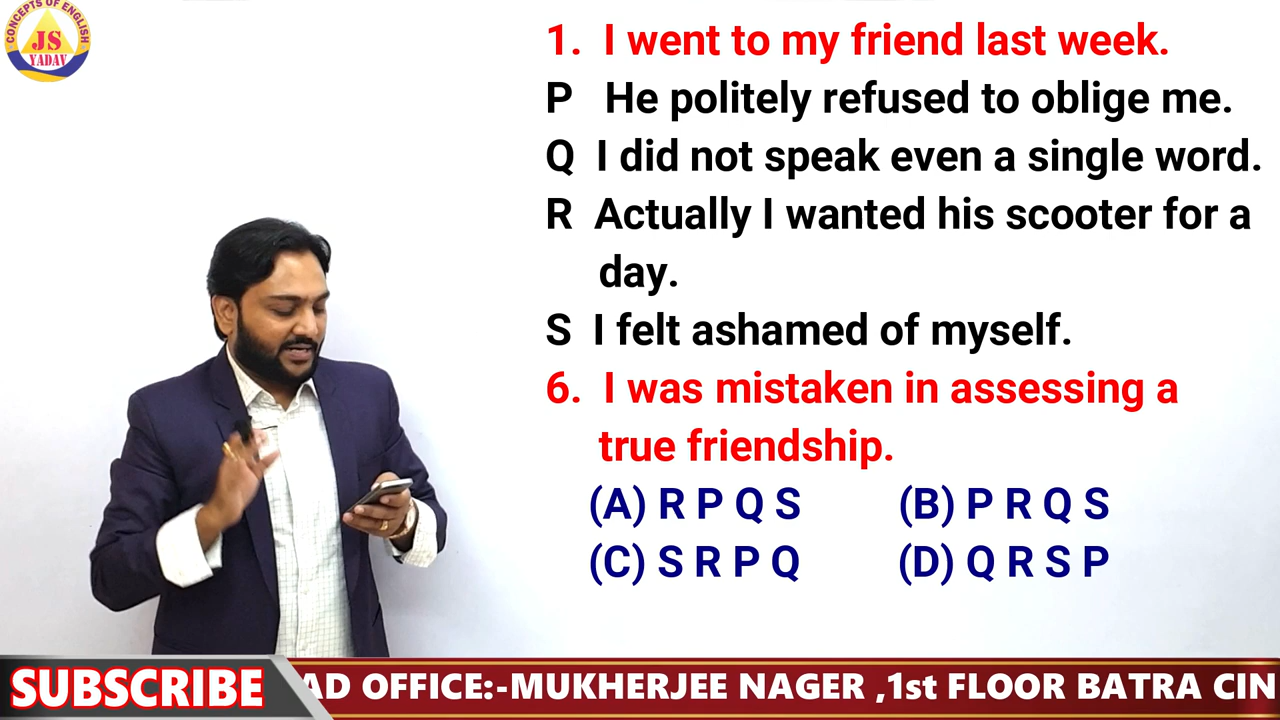 CONCEPTS OF ENGLISH
JS
YADAV
1. I went to my friend last week.
P He politely refused to oblige me.
Q I did not speak even a single word.
R Actually I wanted his scooter for a
day.
S I felt ashamed of myself.
6. I was mistaken in assessing a
true friendship.
(A) R P Q S (B) P R Q S
(C) S R P Q (D) Q R S P
SUBSCRIBE
AD OFFICE:-MUKHERJEE NAGER ,1st FLOOR BATRA CIN